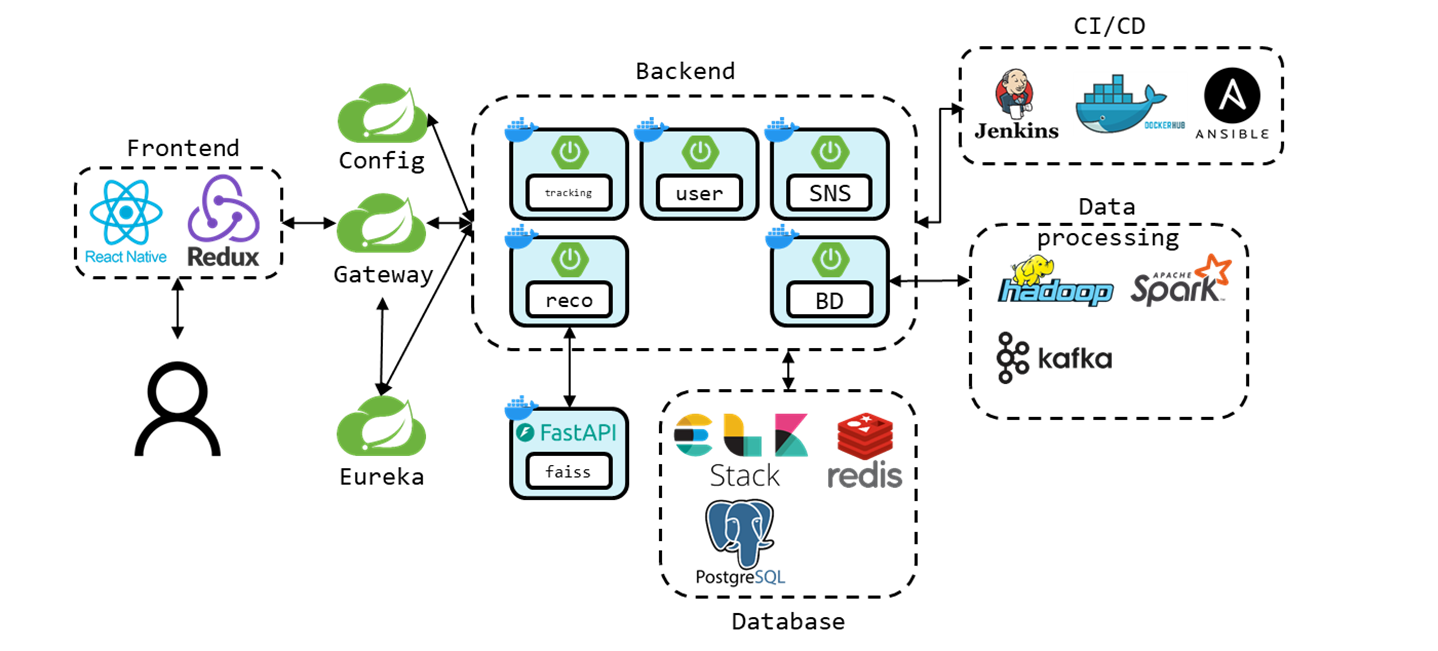 CI/CD
Jenkins
DOCKERHUB
ANSIBLE
Backend
Frontend
React Native
Redux
Config
Gateway
Eureka
tracking
user
SNS
reco
BD
FastAPI
faiss
Data
processing
hadoop
APACHE
Spark
kafka
ELK
Stack
redis
PostgreSQL
Database